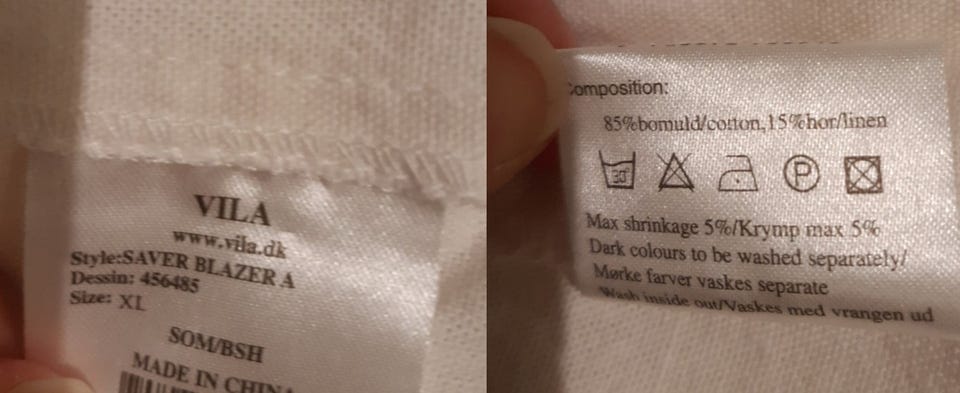 VILA
www.vila.dk
Style:SAVER BLAZER A
Dessin: 456485
Size: XL
SOM/BSH
MADE IN CHINA
Composition:
85%bomuld/cotton,15%hor/linen
30°
P
Max shrinkage 5%/Krymp max 5%
Dark colours to be washed separately/
Mørke farver vaskes separate
Wash inside out/Vaskes med vrangen ud